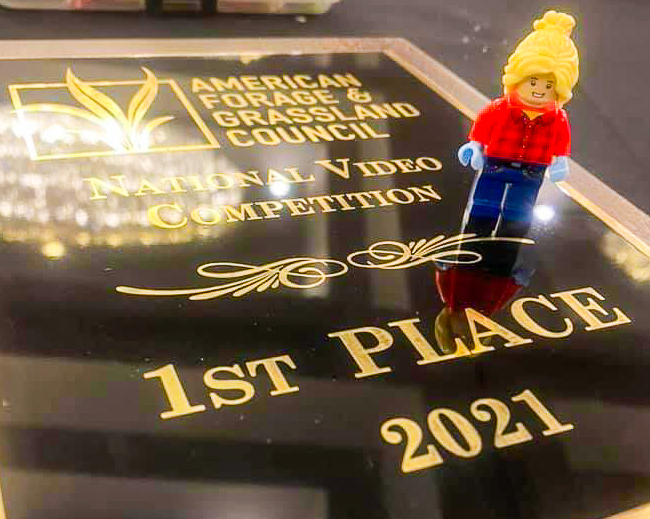 AMERICAN
FORAGE &
GRASSLAND
COUNCIL
NATIONAL VIDEO
COMPETITION
1ST PLACE
2021